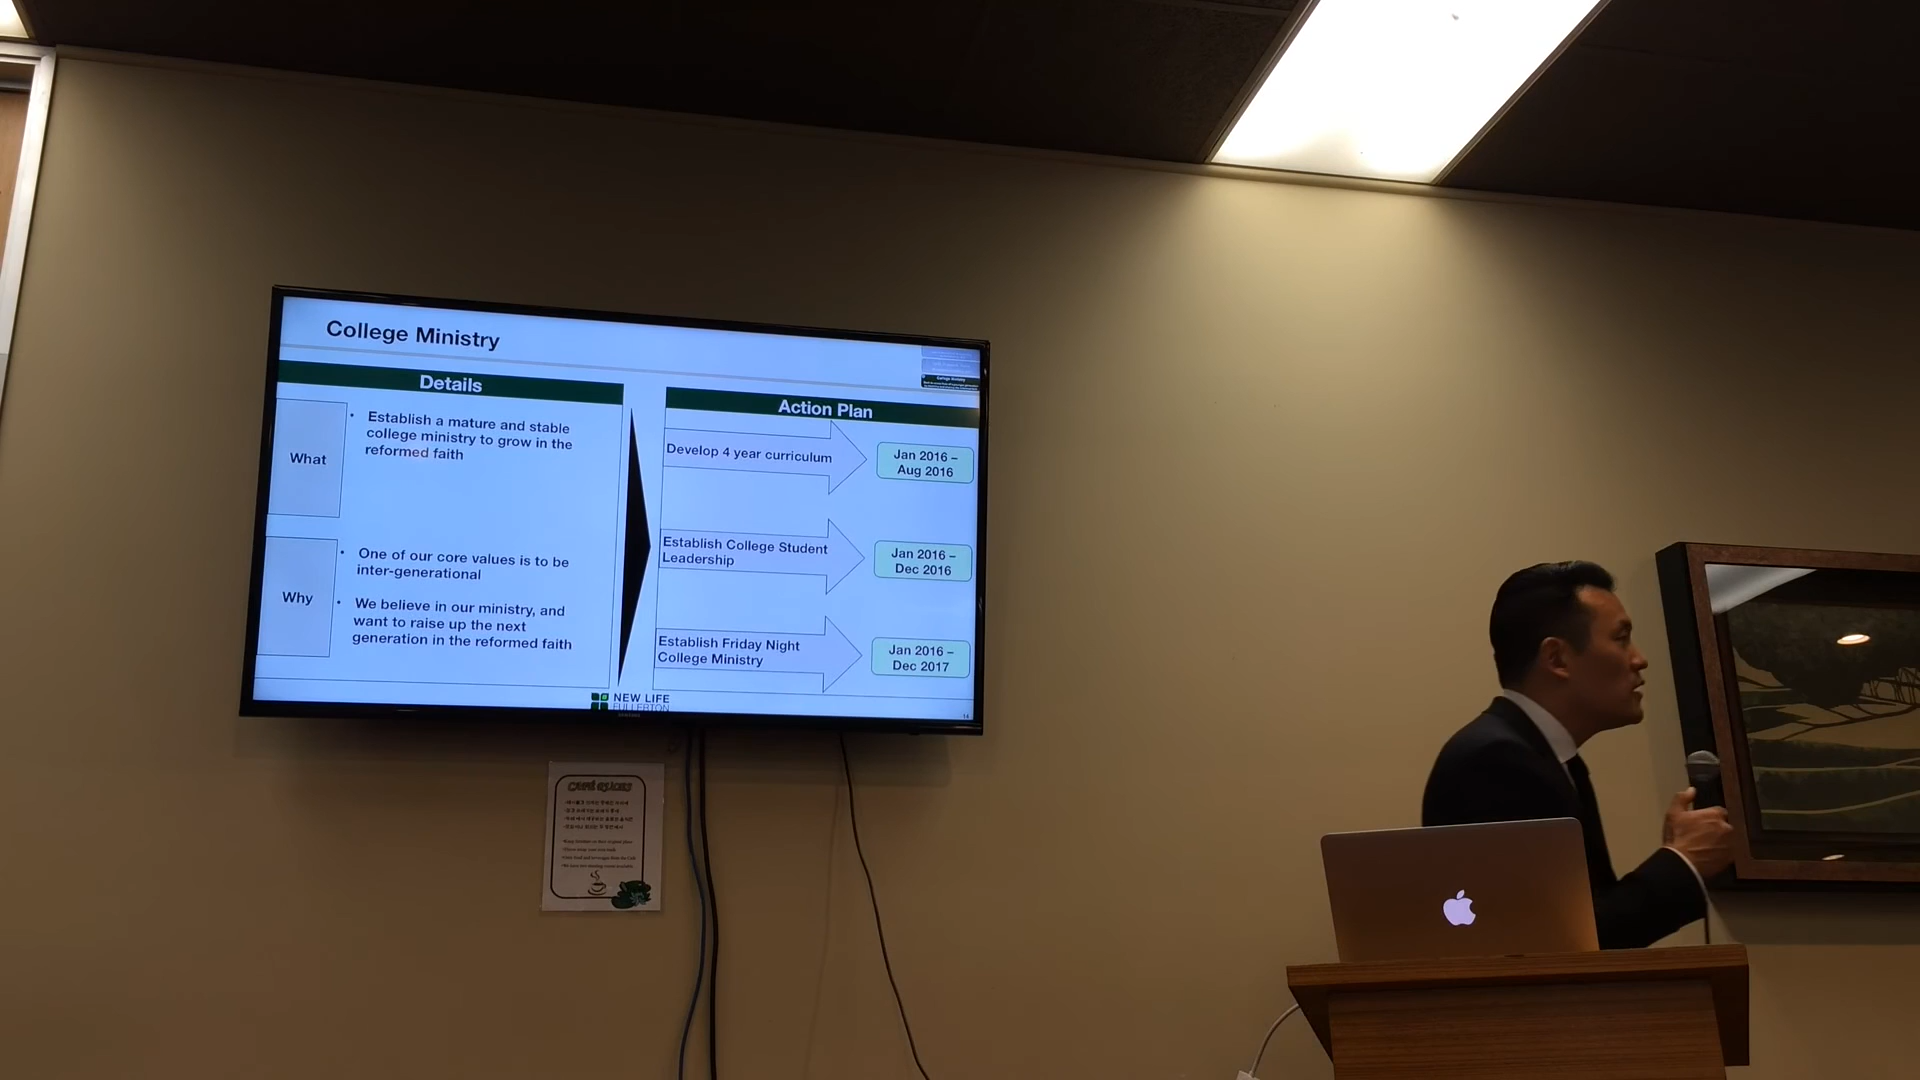 College Ministry
Details
What
• Establish a mature and stable
college ministry to grow in the
reformed faith
Why
• One of our core values is to be
inter-generational
• We believe in our ministry, and
want to raise up the next
generation in the reformed faith
Action Plan
Develop 4 year curriculum
Jan 2016 –
Aug 2016
Establish College Student
Leadership
Jan 2016 –
Dec 2016
Establish Friday Night
College Ministry
Jan 2016 –
Dec 2017
NEW LIFE
FULLERTON
College Ministry
SAMSUNG